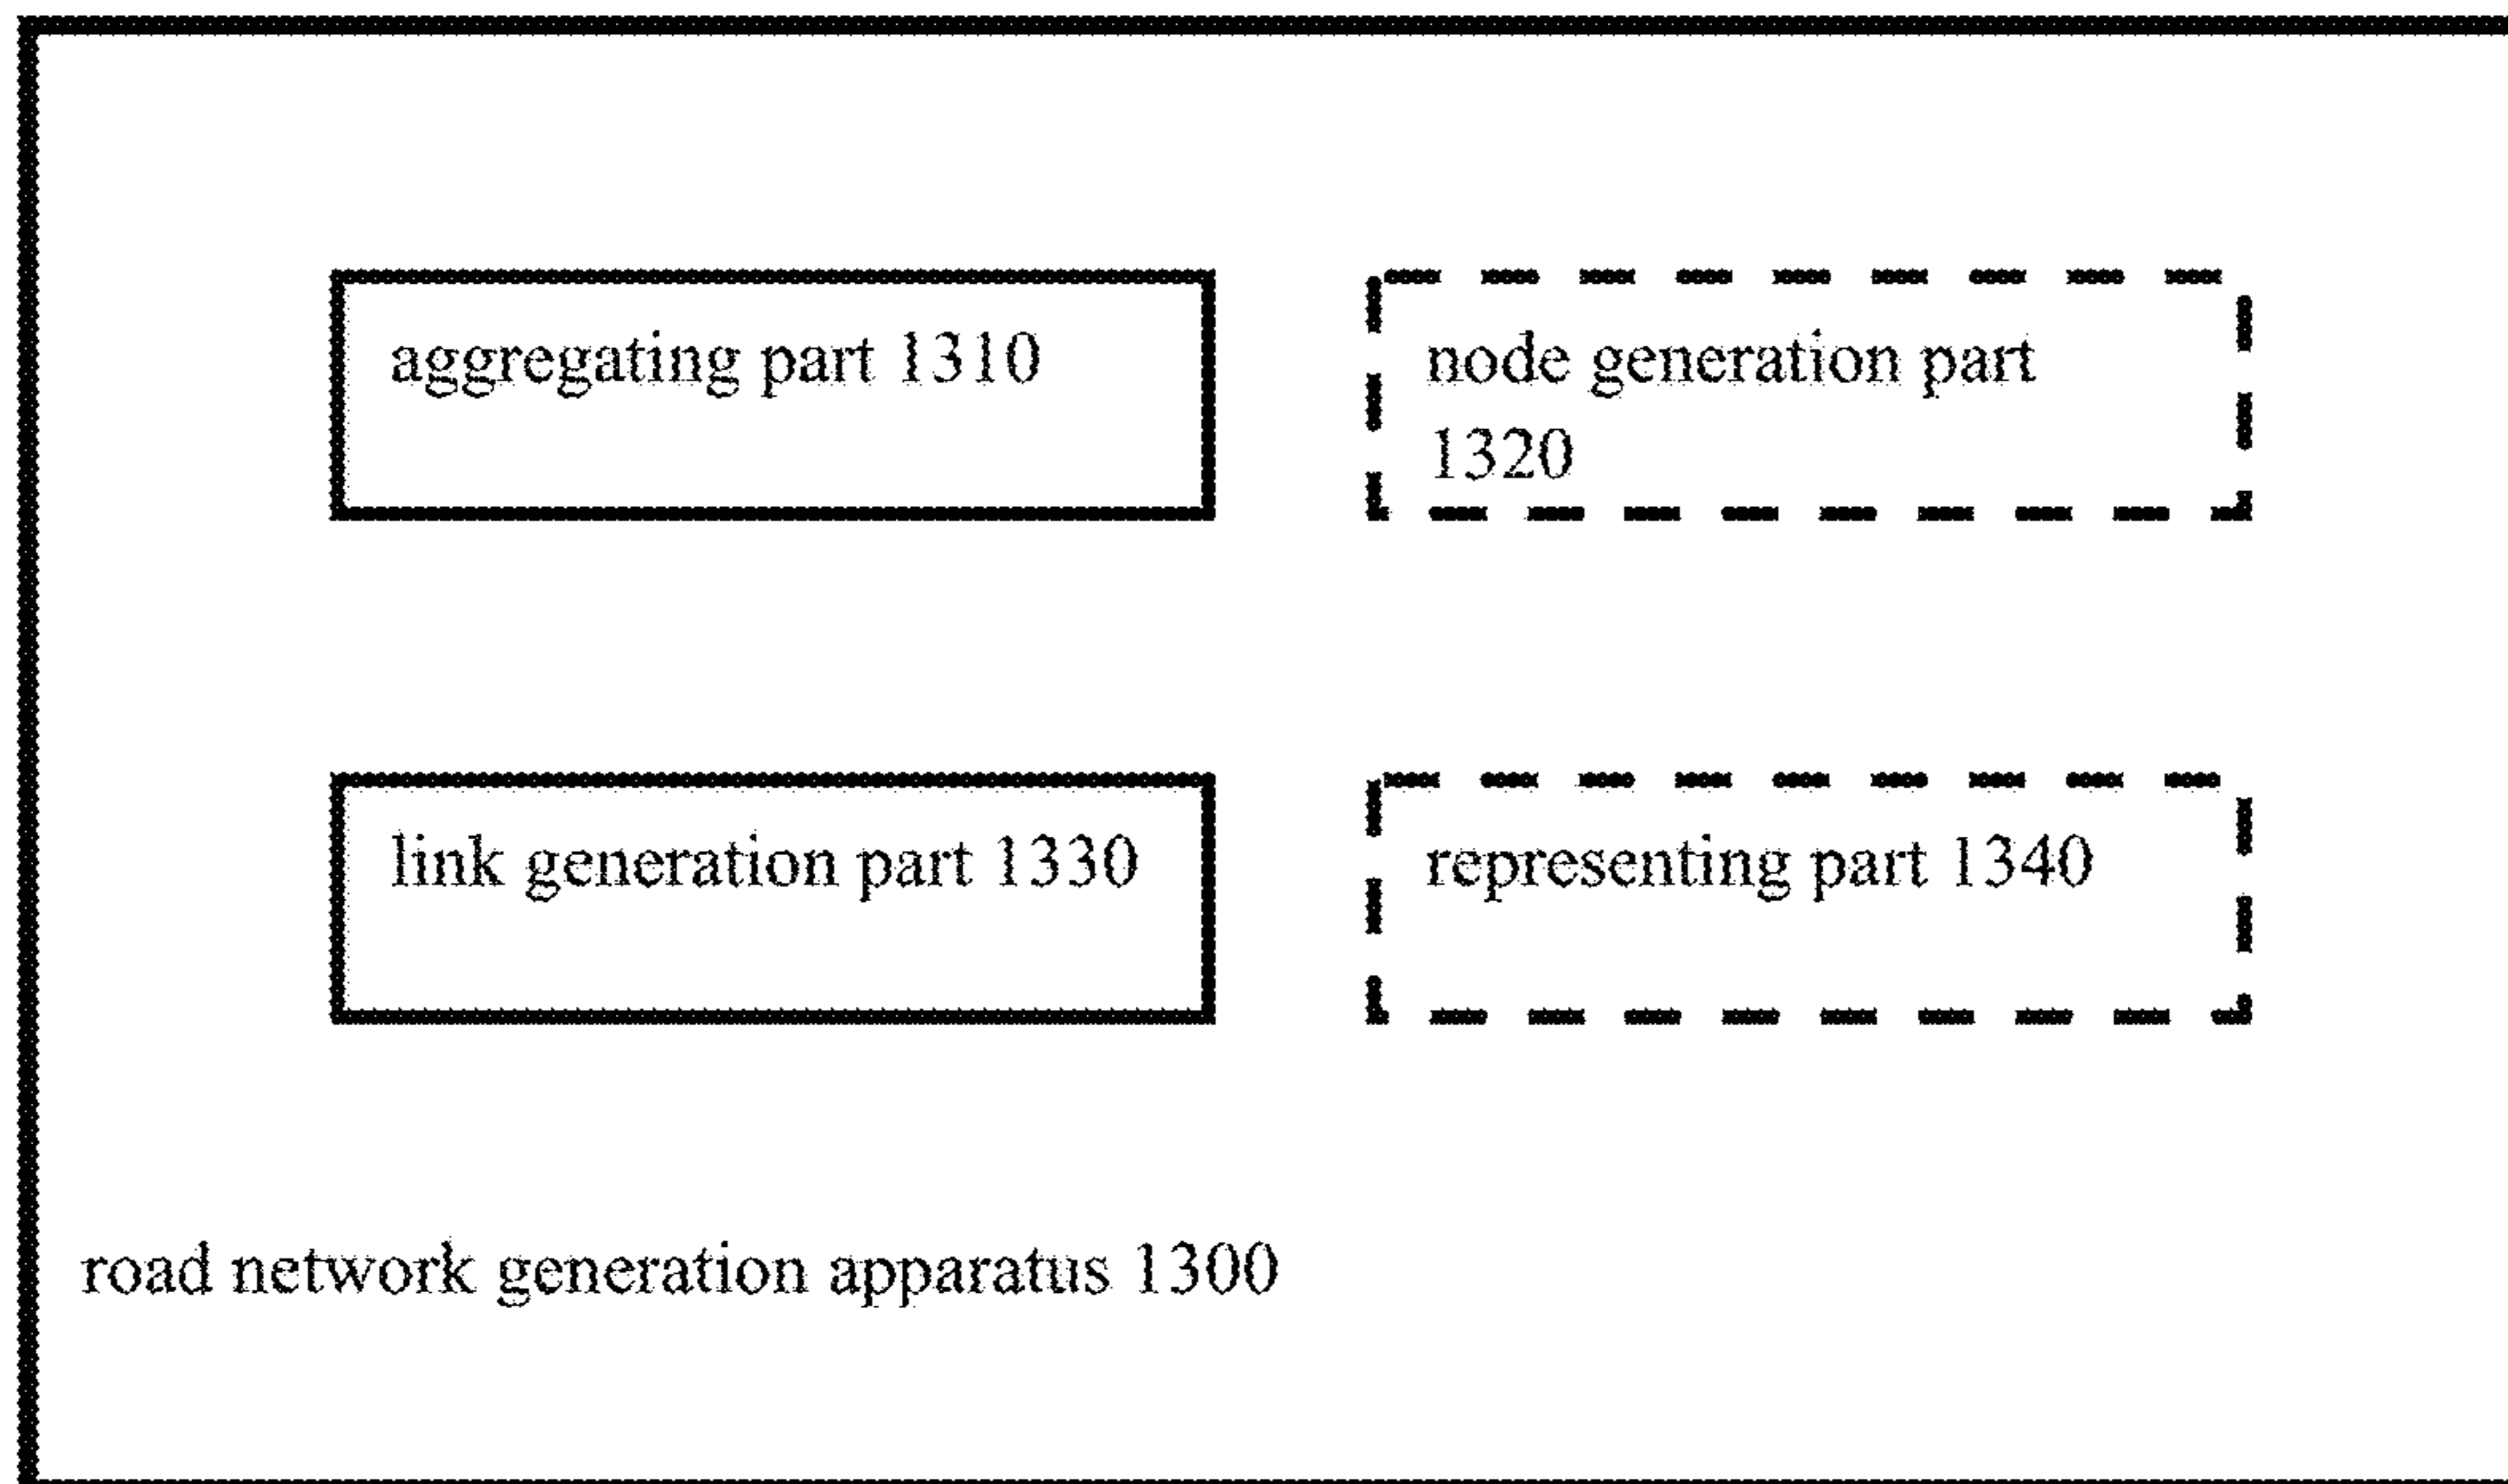 aggregating part 1310
node generation part
1320
link generation part 1330
representing part 1340
road network generation apparatus 1300